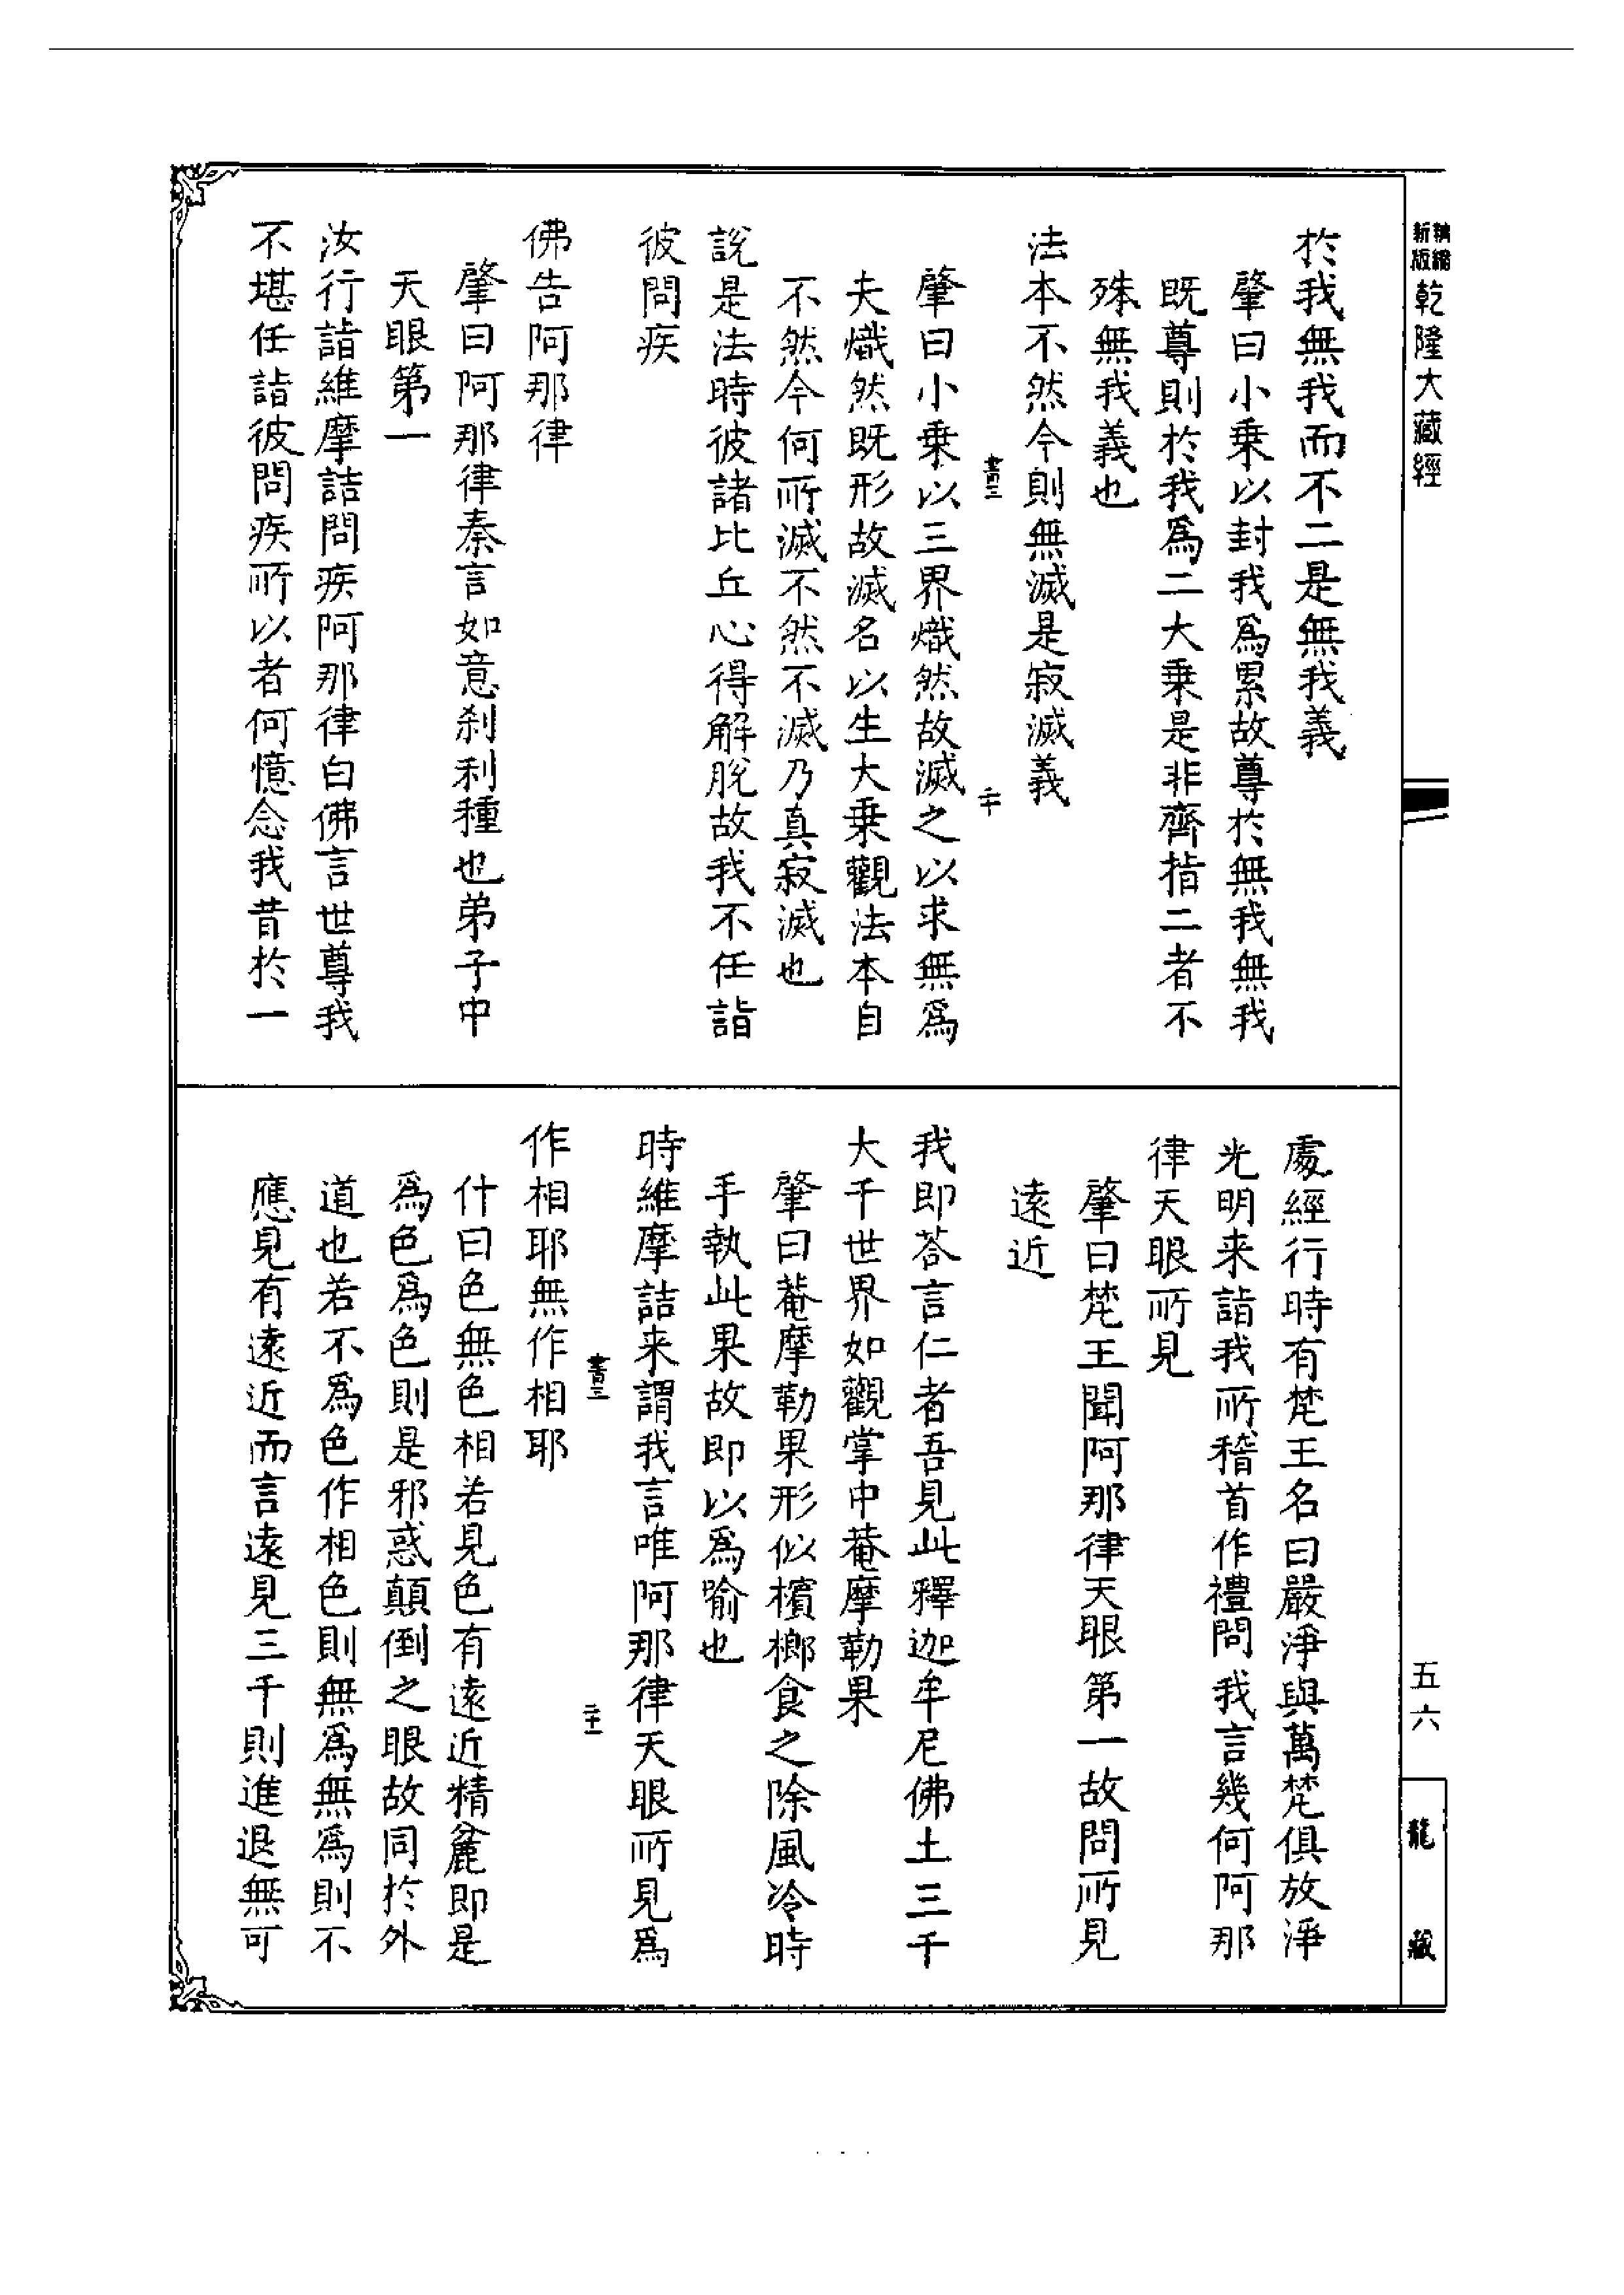 新版精縮乾隆大藏經
於我無我而不二是無我義
肇曰小乗以封我爲累故尊於無我無我
既尊則於我爲二大乗是非齊指二者不
殊無我義也
法本不然今則無滅是寂滅義
書三
二十
肇曰小乗以三界熾然故滅之以求無爲
夫熾然既形故滅名以生大乗觀法本自
不然今何所滅不然不滅乃真寂滅也
說是法時彼諸比丘心得解脫故我不任詣
彼問疾
佛告阿那律
肇曰阿那律秦言如意剎利種也弟子中
天眼第一
汝行詣維摩詰問疾阿那律白佛言世尊我
不堪任詣彼問疾所以者何憶念我昔於一
處經行時有梵王名曰嚴淨與萬梵俱放淨
光明来詣我所稽首作禮問我言幾何阿那
律天眼所見
肇曰梵王聞阿那律天眼第一故問所見
遠近
我即荅言仁者吾見此釋迦牟尼佛土三千
大千世界如觀掌中菴摩勒果
肇曰菴摩勒果形似檳榔食之除風冷時
手執此果故即以爲喻也
時維摩詰来謂我言唯阿那律天眼所見爲
書三
二十一
作相耶無作相耶
什曰色無色相若見色有遠近精麄即是
爲色爲色則是邪惑顛倒之眼故同於外
道也若不爲色作相色則無爲無爲則不
應見有遠近而言遠見三千則進退無可
五六
龍藏